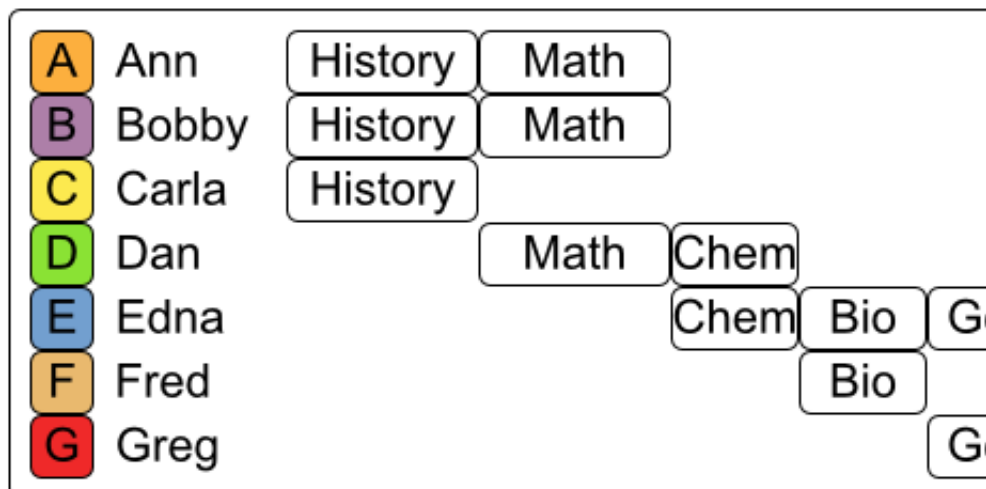 A Ann History Math
B Bobby History Math
C Carla History
D Dan Math Chem
E Edna Chem Bio
F Fred Bio
G Greg